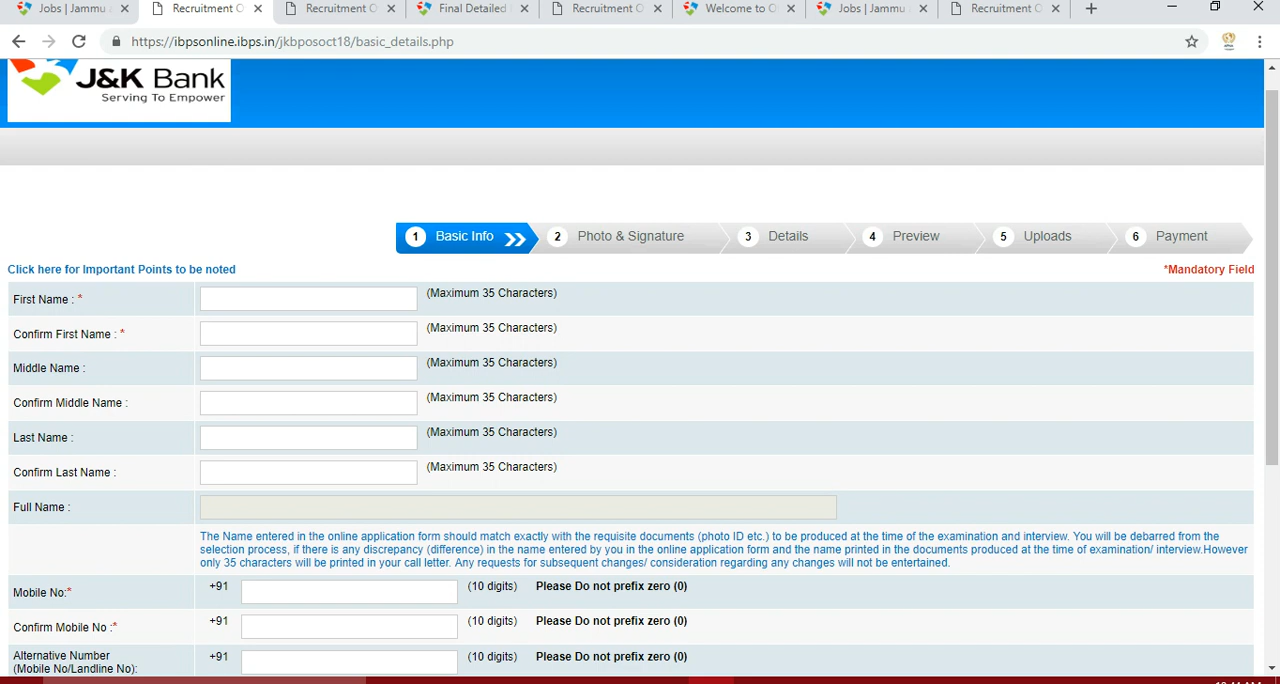 Jobs | Jammu
Recruitment O
Recruitment O
Final Detailed
Recruitment O
Welcome to O
Jobs | Jammu
Recruitment O
https://ibpsonline.ibps.in/jkbposoct18/basic_details.php
J&K Bank
Serving To Empower
1 Basic Info
2 Photo & Signature
3 Details
4 Preview
5 Uploads
6 Payment
Click here for Important Points to be noted
*Mandatory Field
First Name : * (Maximum 35 Characters)
Confirm First Name : * (Maximum 35 Characters)
Middle Name : (Maximum 35 Characters)
Confirm Middle Name : (Maximum 35 Characters)
Last Name : (Maximum 35 Characters)
Confirm Last Name : (Maximum 35 Characters)
Full Name :
The Name entered in the online application form should match exactly with the requisite documents (photo ID etc.) to be produced at the time of the examination and interview. You will be debarred from the
selection process, if there is any discrepancy (difference) in the name entered by you in the online application form and the name printed in the documents produced at the time of examination/ interview.However
only 35 characters will be printed in your call letter. Any requests for subsequent changes/ consideration regarding any changes will not be entertained.
Mobile No:* +91 (10 digits) Please Do not prefix zero (0)
Confirm Mobile No :* +91 (10 digits) Please Do not prefix zero (0)
Alternative Number +91 (10 digits) Please Do not prefix zero (0)
(Mobile No/Landline No):